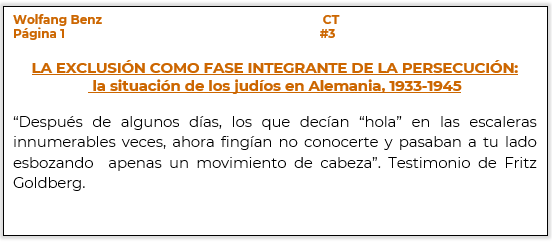 Wolfang Benz CT
Página 1 #3
LA EXCLUSIÓN COMO FASE INTEGRANTE DE LA PERSECUCIÓN:
la situación de los judíos en Alemania, 1933-1945
“Después de algunos días, los que decían “hola” en las escaleras
innumerables veces, ahora fingían no conocerte y pasaban a tu lado
esbozando apenas un movimiento de cabeza”. Testimonio de Fritz
Goldberg.